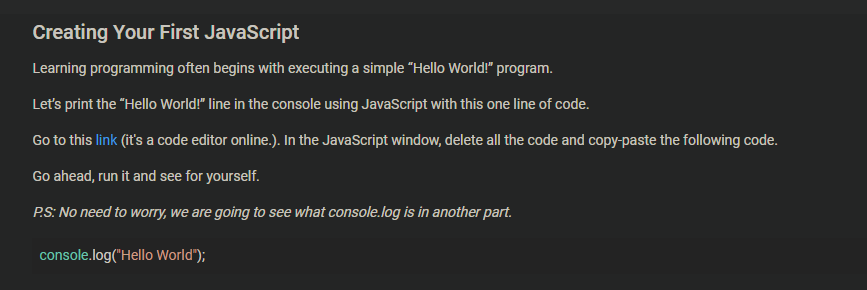 Creating Your First JavaScript
Learning programming often begins with executing a simple “Hello World!” program.
Let’s print the “Hello World!” line in the console using JavaScript with this one line of code.
Go to this link (it's a code editor online.). In the JavaScript window, delete all the code and copy-paste the following code.
Go ahead, run it and see for yourself.
P.S: No need to worry, we are going to see what console.log is in another part.
console.log("Hello World");